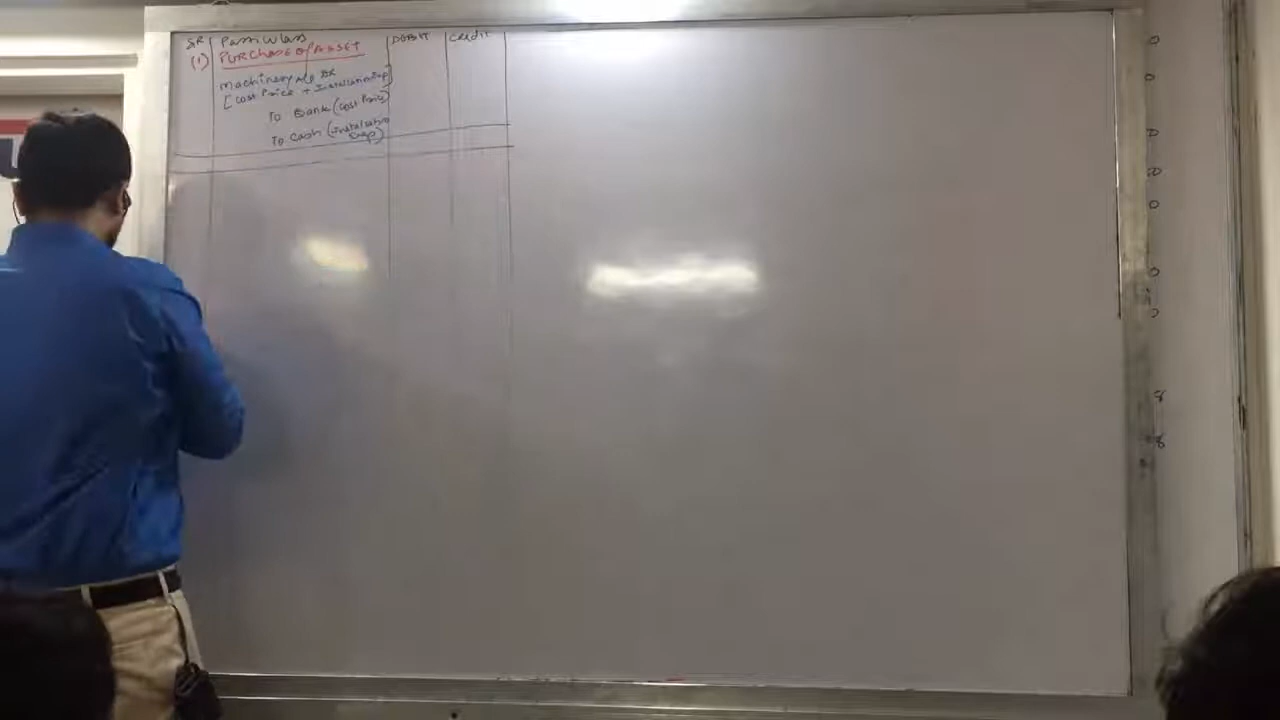 SR Particulars DEBIT Credit
(1) PURCHASE OF ASSET
machinery A/c DR
[cost Price + Installation Exp]
To Bank (cost Price)
To Cash (Installation
Exp)